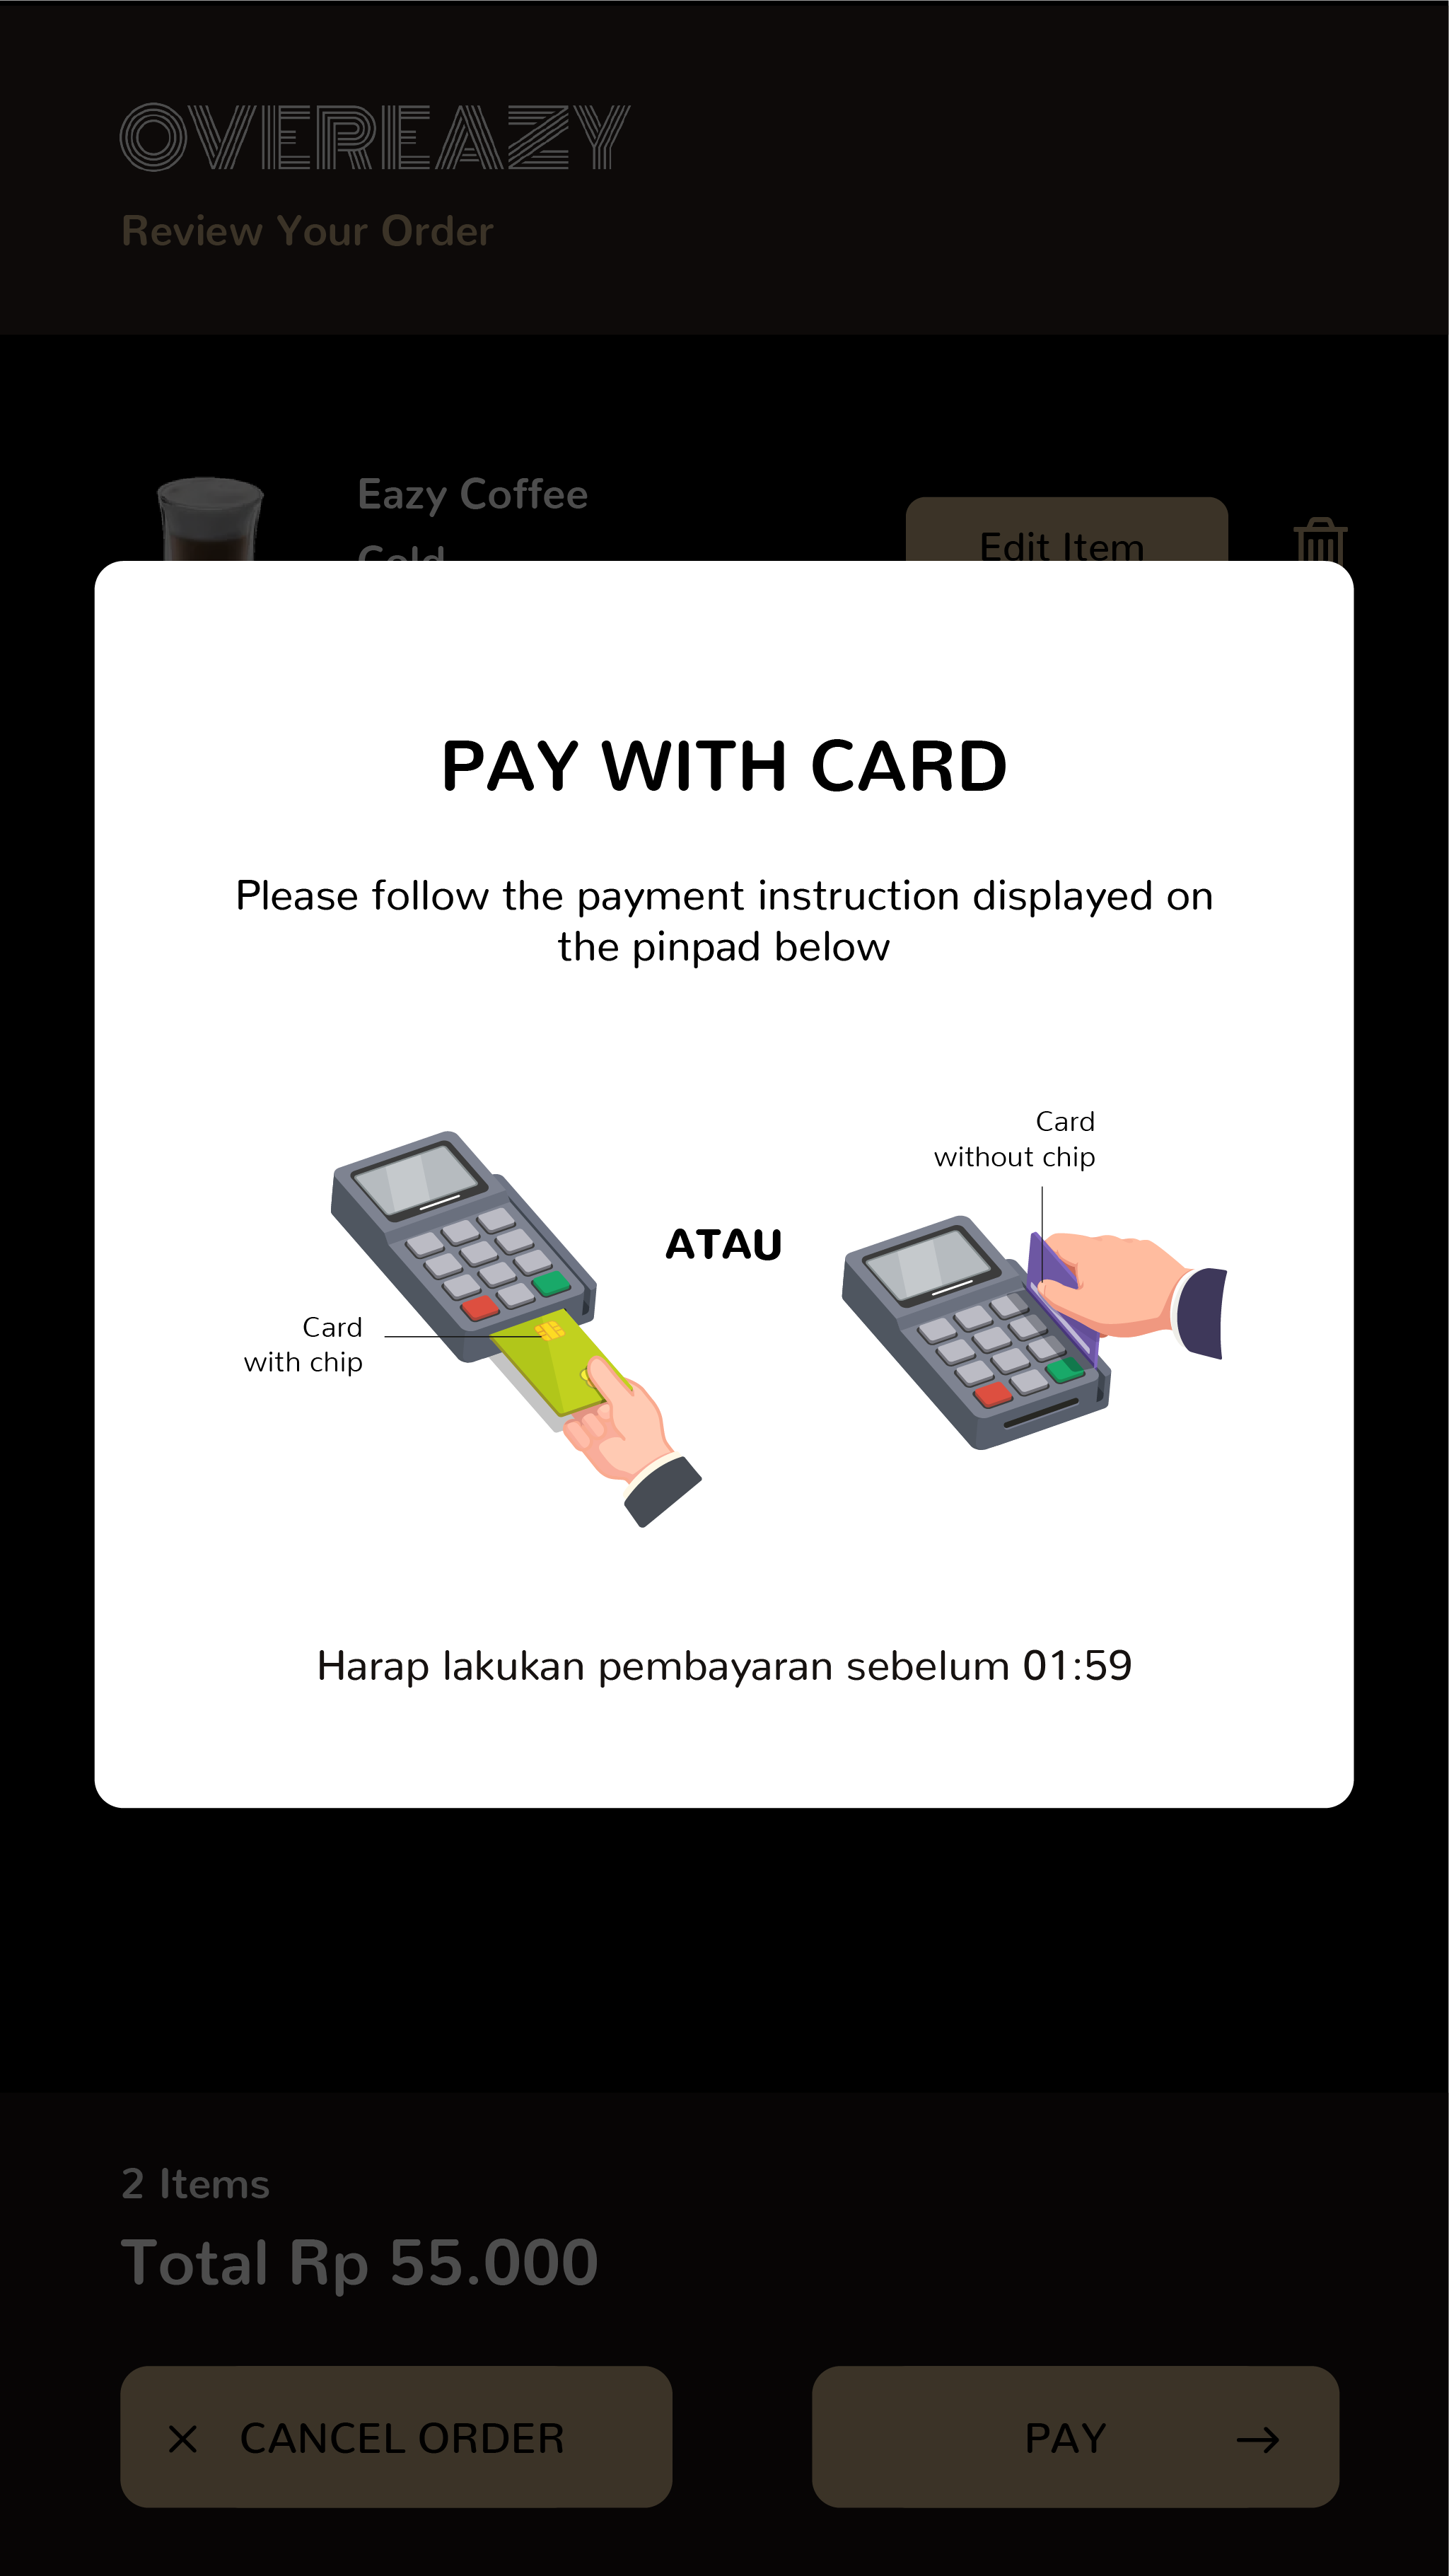 OVEREAZY
Review Your Order
Eazy Coffee
Cold
Edit Item
PAY WITH CARD
Please follow the payment instruction displayed on
the pinpad below
Card
without chip
ATAU
Card
with chip
Harap lakukan pembayaran sebelum 01:59
2 Items
Total Rp 55.000
CANCEL ORDER
PAY